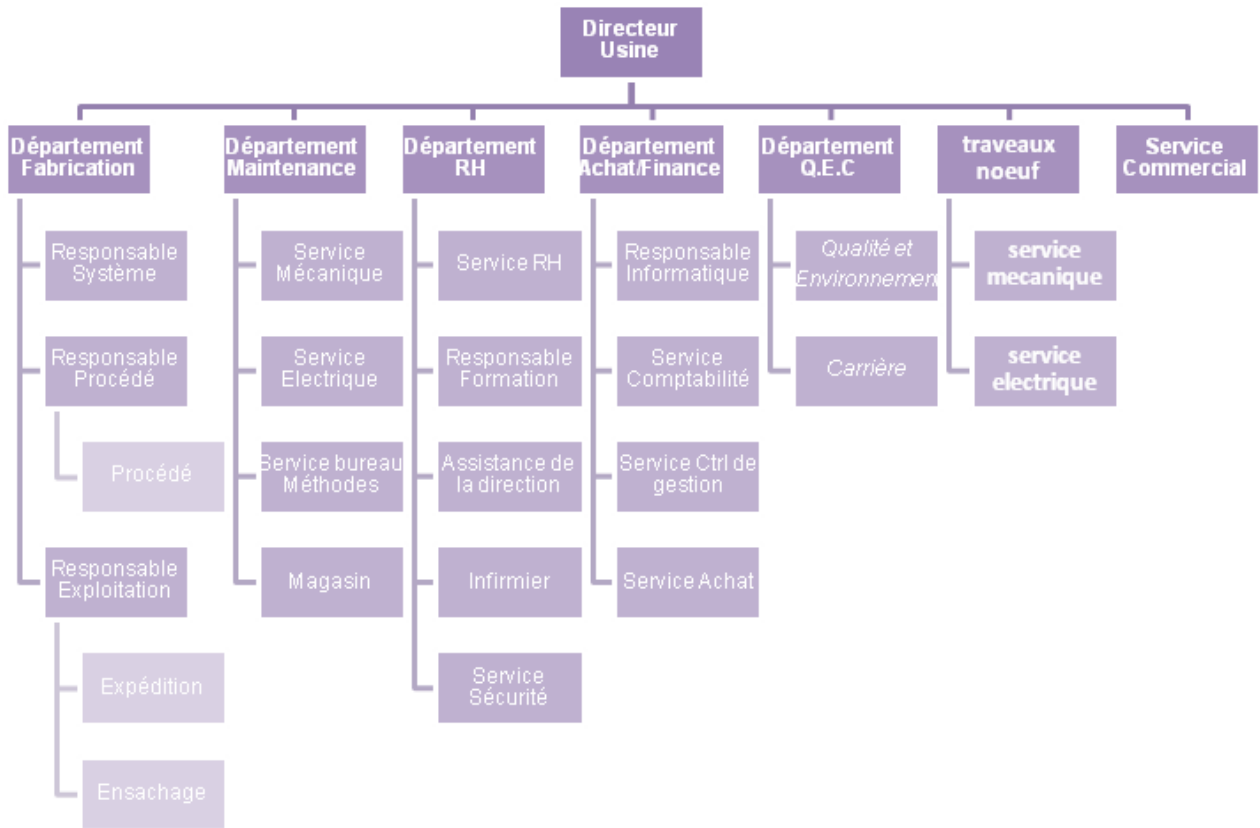 Directeur
Usine
Département
Fabrication
Département
Maintenance
Département
RH
Département
Achat/Finance
Département
Q.E.C
traveaux
noeuf
Service
Commercial
Responsable
Système
Service
Mécanique
Service RH
Responsable
Informatique
Qualité et
Environnement
service
mecanique
Responsable
Procédé
Service
Electrique
Responsable
Formation
Service
Comptabilité
Carrière
service
electrique
Procédé
Service bureau
Méthodes
Assistance de
la direction
Service Ctrl de
gestion
Responsable
Exploitation
Magasin
Infirmier
Service Achat
Expédition
Service
Sécurité
Ensachage